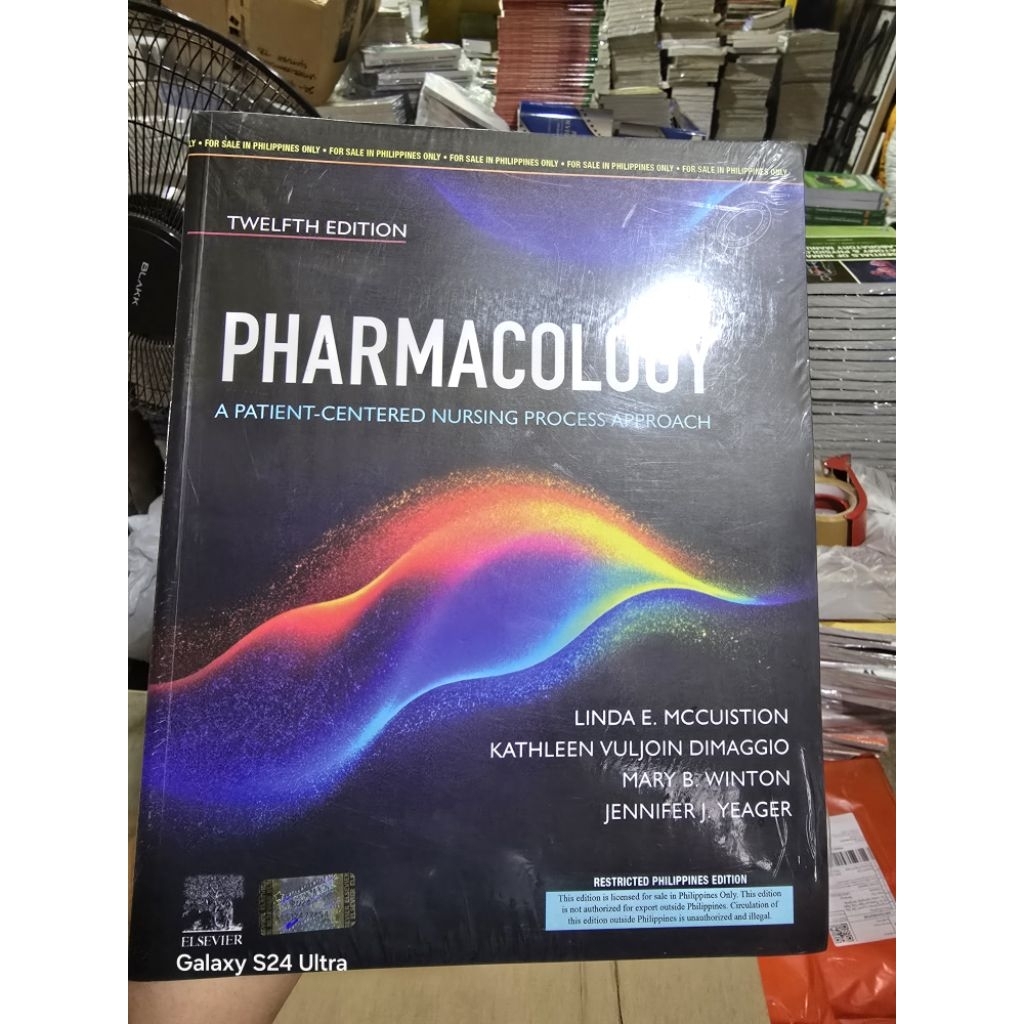 LY • FOR SALE IN PHILIPPINES ONLY • FOR SALE IN PHILIPPINES ONLY • FOR SALE IN PHILIPPINES ONLY • FOR SALE IN PHILIPPINES ONLY • FOR SALE IN PHILIPPINES ONLY
TWELFTH EDITION
PHARMACOLOGY
A PATIENT-CENTERED NURSING PROCESS APPROACH
LINDA E. MCCUISTION
KATHLEEN VULJOIN DIMAGGIO
MARY B. WINTON
JENNIFER J. YEAGER
RESTRICTED PHILIPPINES EDITION
This edition is licensed for sale in Philippines Only. This edition
is not authorized for export outside Philippines. Circulation of
this edition outside Philippines is unauthorized and illegal.
ELSEVIER
Galaxy S24 Ultra
BLAKK